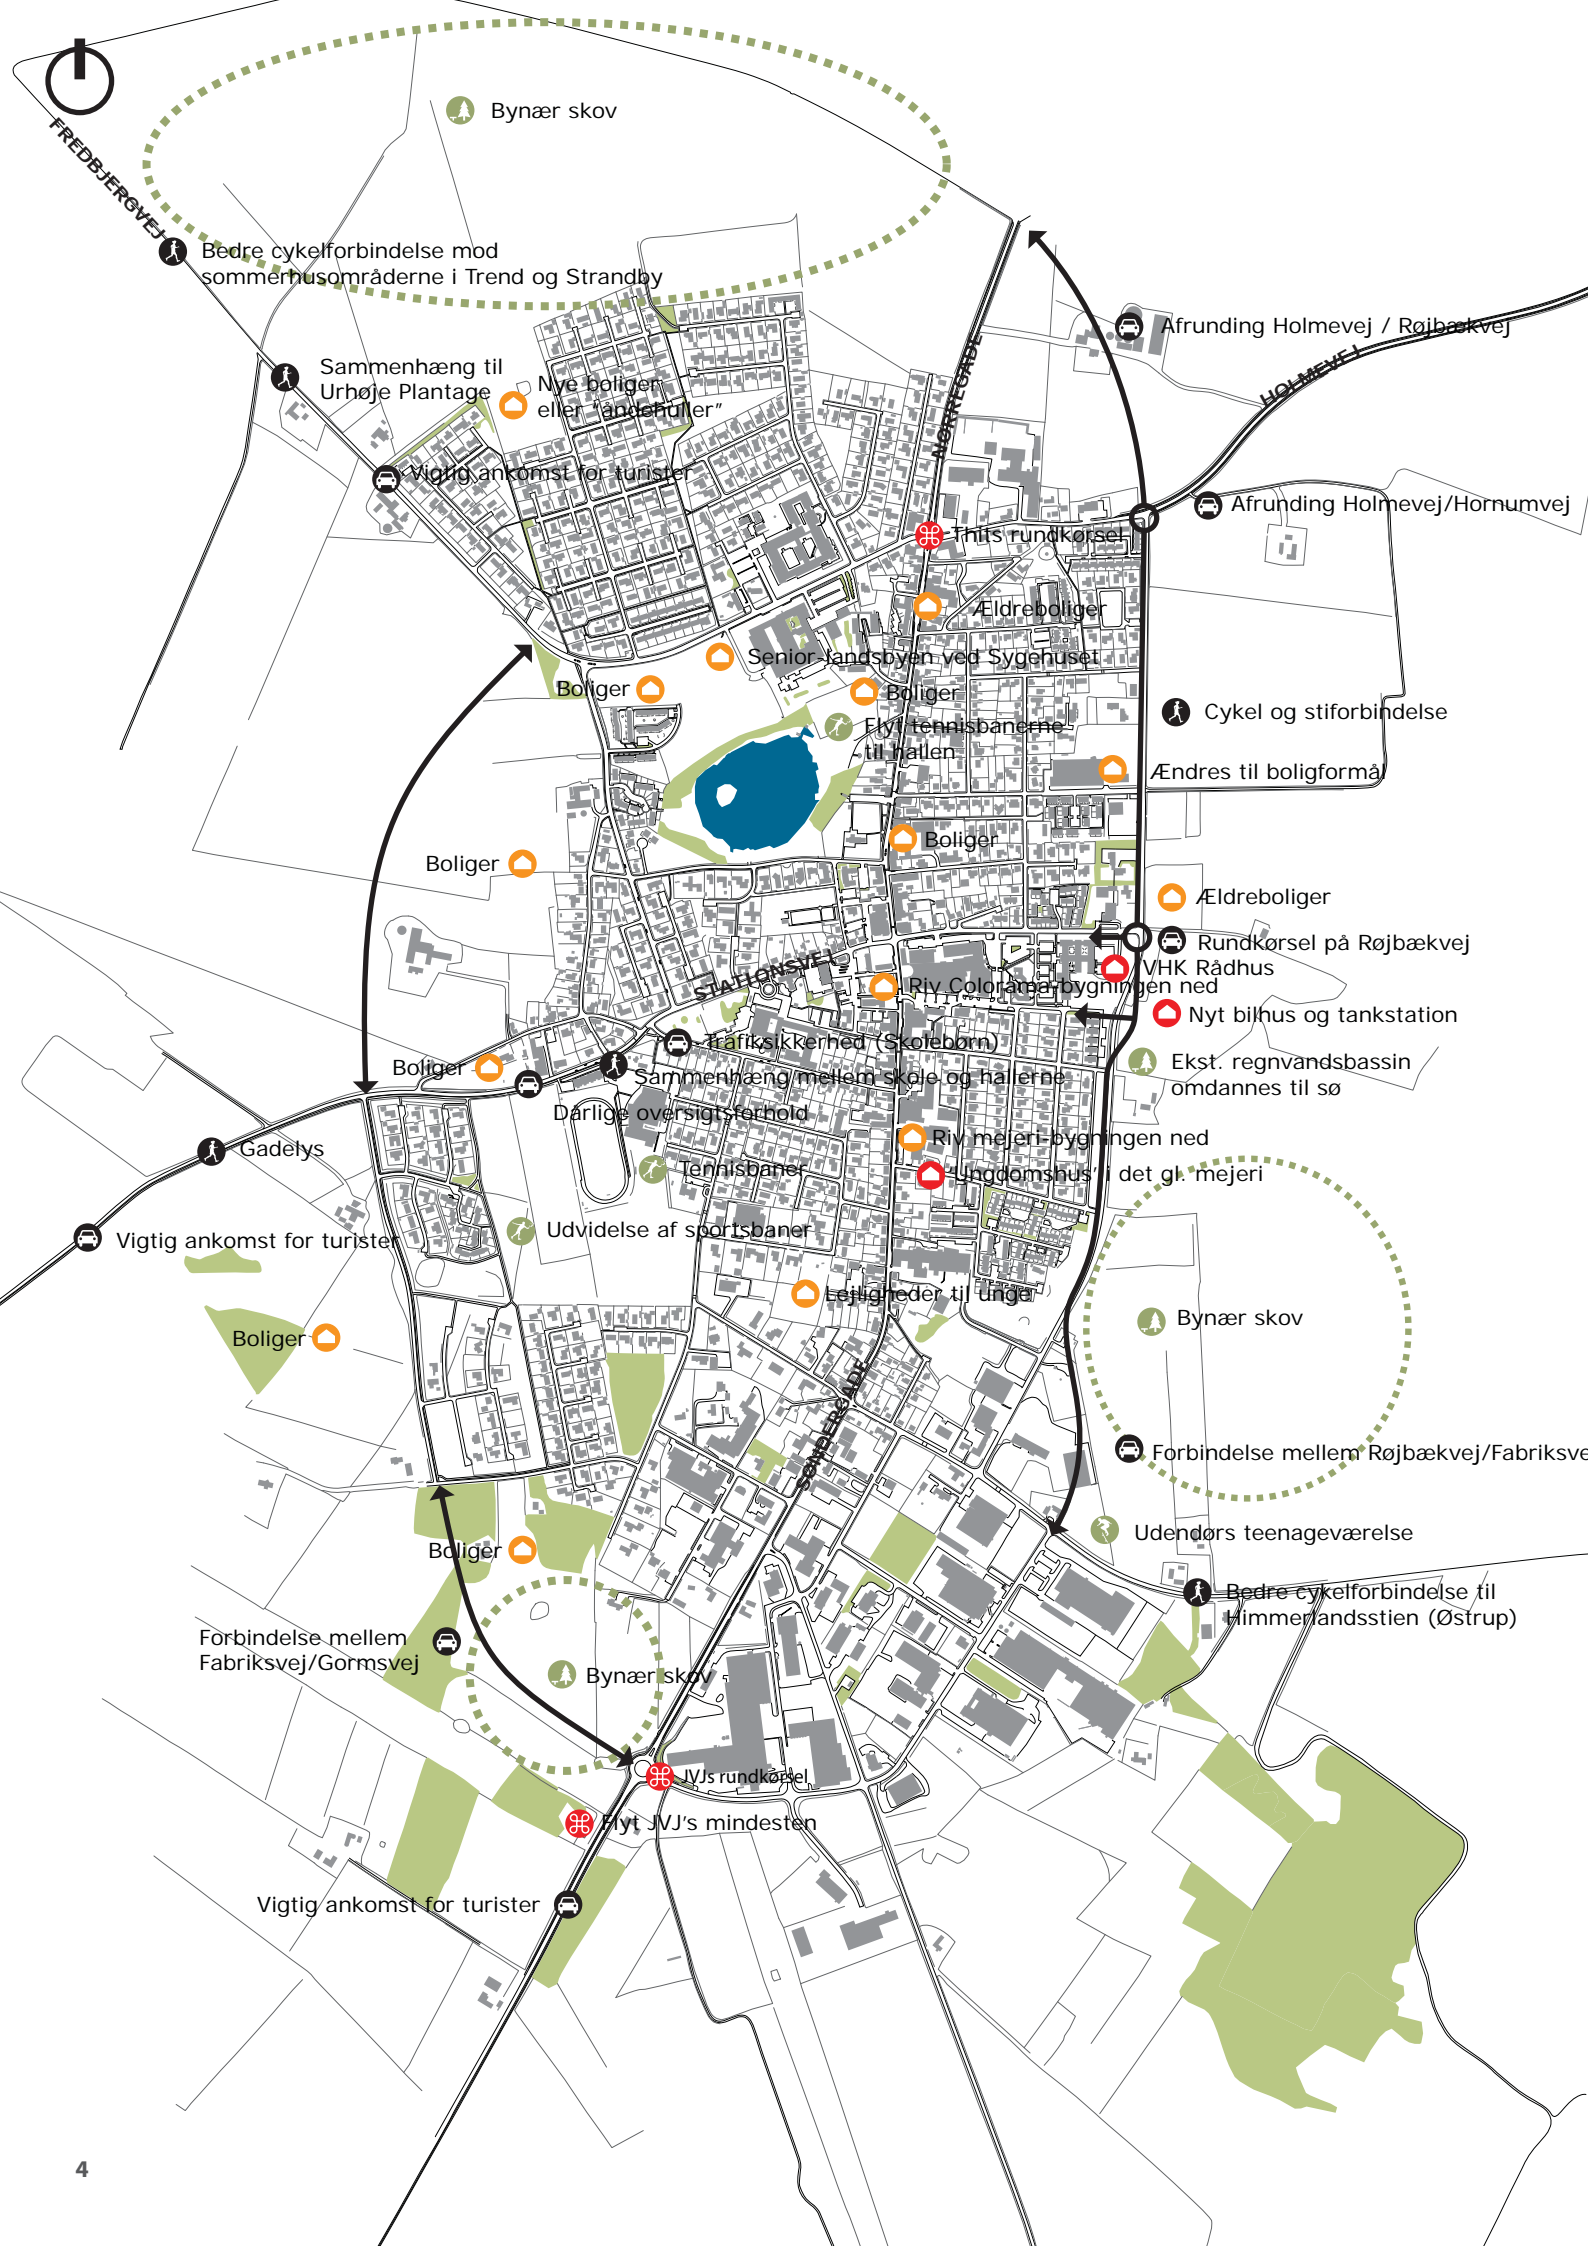 Bynær skov
FREDBJERGVEJ
Bedre cykelforbindelse mod
sommerhusområderne i Trend og Strandby
Afrunding Holmevej / Røjbækvej
HOLMEVEJ
NØRREGADE
Sammenhæng til
Urhøje Plantage
Nye boliger
eller "åndehuller"
Vigtig ankomst for turister
Afrunding Holmevej/Hornumvej
Thits rundkørsel
Ældreboliger
Senior-landsbyen ved Sygehuset
Boliger
Boliger
Cykel og stiforbindelse
Flyt tennisbanerne
til hallen
Ændres til boligformål
Boliger
Boliger
Ældreboliger
Rundkørsel på Røjbækvej
VHK Rådhus
STATIONSVEJ
Riv Colorama-bygningen ned
Nyt bilhus og tankstation
Trafiksikkerhed (Skolebørn)
Boliger
Sammenhæng mellem skole og hallerne
Ekst. regnvandsbassin
omdannes til sø
Dårlige oversigtsforhold
Gadelys
Riv mejeri-bygningen ned
Tennisbaner
'Ungdomshus' i det gl. mejeri
Udvidelse af sportsbaner
Vigtig ankomst for turister
Lejligheder til unge
Bynær skov
Boliger
SØNDERGADE
Forbindelse mellem Røjbækvej/Fabriksve
Udendørs teenageværelse
Boliger
Bedre cykelforbindelse til
Himmerlandsstien (Østrup)
Forbindelse mellem
Fabriksvej/Gormsvej
Bynær skov
JVJs rundkørsel
Flyt JVJ's mindesten
Vigtig ankomst for turister
4